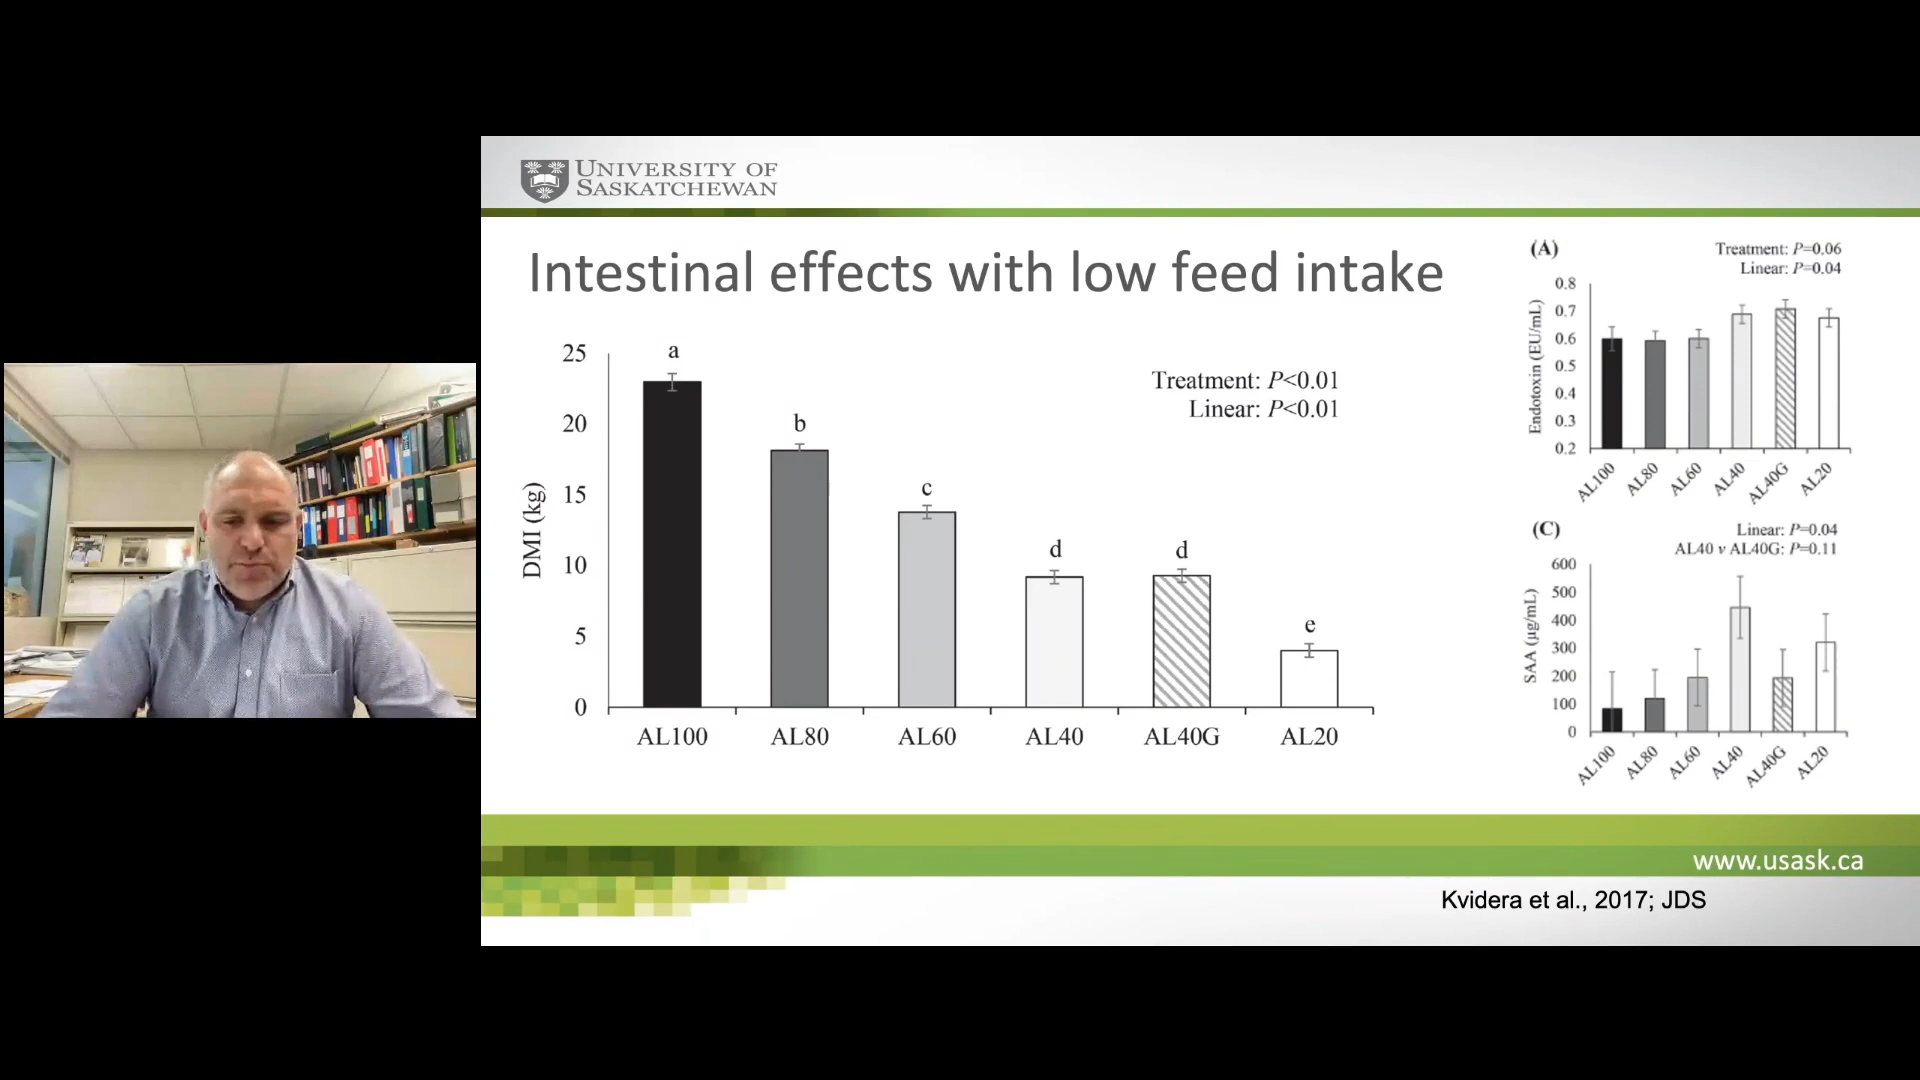 UNIVERSITY OF
SASKATCHEWAN
Intestinal effects with low feed intake
25
20
15
10
5
0
DMI (kg)
a
b
c
d
d
e
Treatment: P<0.01
Linear: P<0.01
AL100
AL80
AL60
AL40
AL40G
AL20
(A)
Treatment: P=0.06
Linear: P=0.04
0.8
0.7
0.6
0.5
0.4
0.3
0.2
Endotoxin (EU/mL)
AL100
AL80
AL60
AL40
AL40G
AL20
(C)
Linear: P=0.04
AL40 v AL40G: P=0.11
600
500
400
300
200
100
0
SAA (µg/mL)
AL100
AL80
AL60
AL40
AL40G
AL20
www.usask.ca
Kvidera et al., 2017; JDS